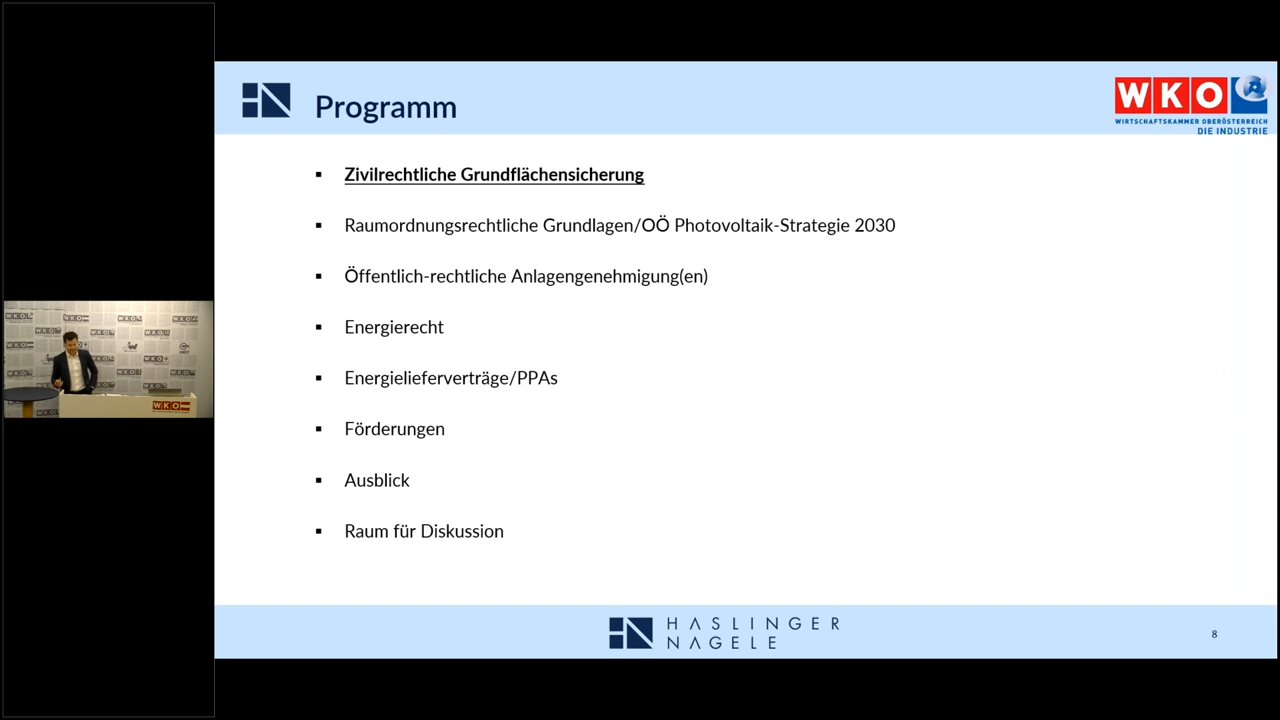 Programm
WKO
WIRTSCHAFTSKAMMER OBERÖSTERREICH
DIE INDUSTRIE
▪ Zivilrechtliche Grundflächensicherung
▪ Raumordnungsrechtliche Grundlagen/OÖ Photovoltaik-Strategie 2030
▪ Öffentlich-rechtliche Anlagengenehmigung(en)
▪ Energierecht
▪ Energielieferverträge/PPAs
▪ Förderungen
▪ Ausblick
▪ Raum für Diskussion
WKO
HASLINGER
NAGELE
8